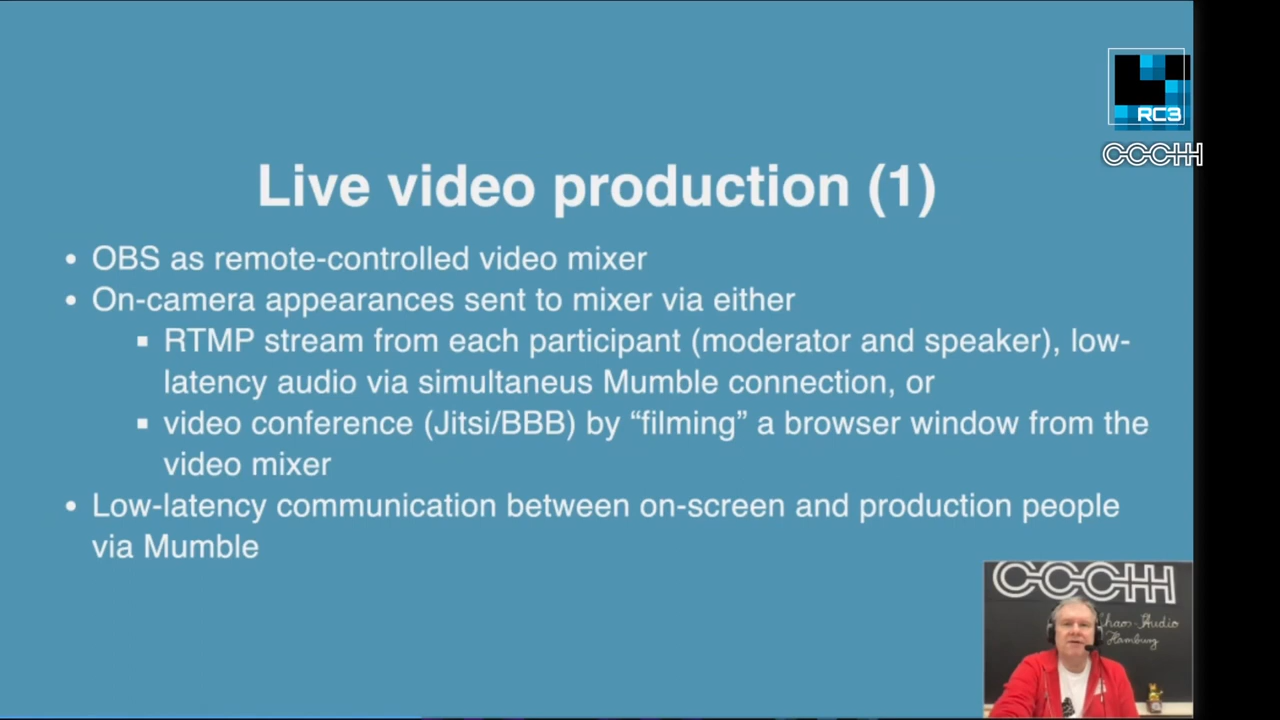 RC3
CCCHH
Live video production (1)
• OBS as remote-controlled video mixer
• On-camera appearances sent to mixer via either
▪ RTMP stream from each participant (moderator and speaker), low-
latency audio via simultaneus Mumble connection, or
▪ video conference (Jitsi/BBB) by “filming” a browser window from the
video mixer
• Low-latency communication between on-screen and production people
via Mumble
CCCHH
Chaos-Audio
Hamburg